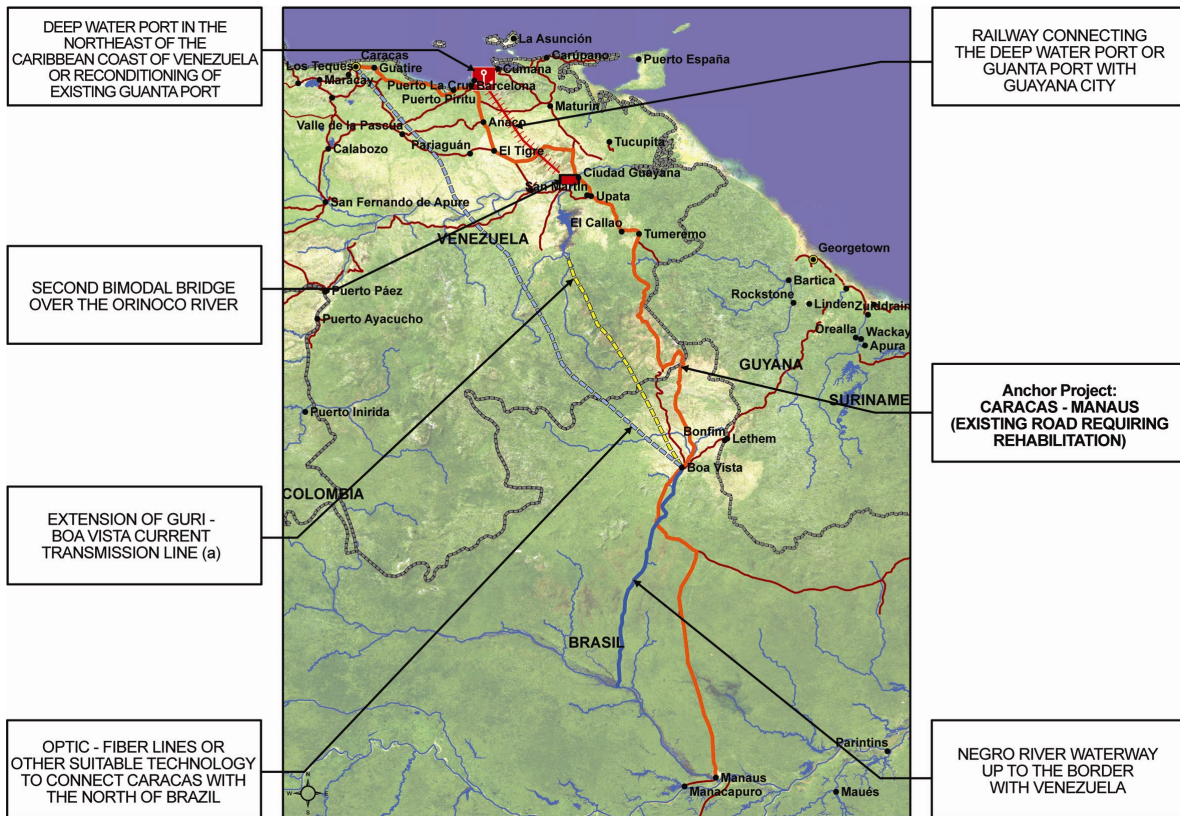 DEEP WATER PORT IN THE
NORTHEAST OF THE
CARIBBEAN COAST OF VENEZUELA
OR RECONDITIONING OF
EXISTING GUANTA PORT
SECOND BIMODAL BRIDGE
OVER THE ORINOCO RIVER
EXTENSION OF GURI -
BOA VISTA CURRENT
TRANSMISSION LINE (a)
OPTIC - FIBER LINES OR
OTHER SUITABLE TECHNOLOGY
TO CONNECT CARACAS WITH
THE NORTH OF BRAZIL
La Asunción
Caracas
Carúpano
Puerto España
Los Teques
Guatire
Cumana
Maracay
Puerto La Cruz
Barcelona
Puerto Píritu
Maturin
Valle de la Pascua
Anaco
Tucupita
Calabozo
Pariaguán
El Tigre
Ciudad Guayana
San Martin
Upata
San Fernando de Apure
El Callao
Tumeremo
VENEZUELA
Georgetown
Puerto Páez
Bartica
Rockstone
Linden
Puerto Ayacucho
Orealla
Wackay
Apura
GUYANA
SURINAME
Puerto Inirida
Bonfim
Lethem
Boa Vista
COLOMBIA
BRASIL
Parintins
Manaus
Manacapuro
Maués
N
W
E
S
RAILWAY CONNECTING
THE DEEP WATER PORT OR
GUANTA PORT WITH
GUAYANA CITY
Anchor Project:
CARACAS - MANAUS
(EXISTING ROAD REQUIRING
REHABILITATION)
NEGRO RIVER WATERWAY
UP TO THE BORDER
WITH VENEZUELA